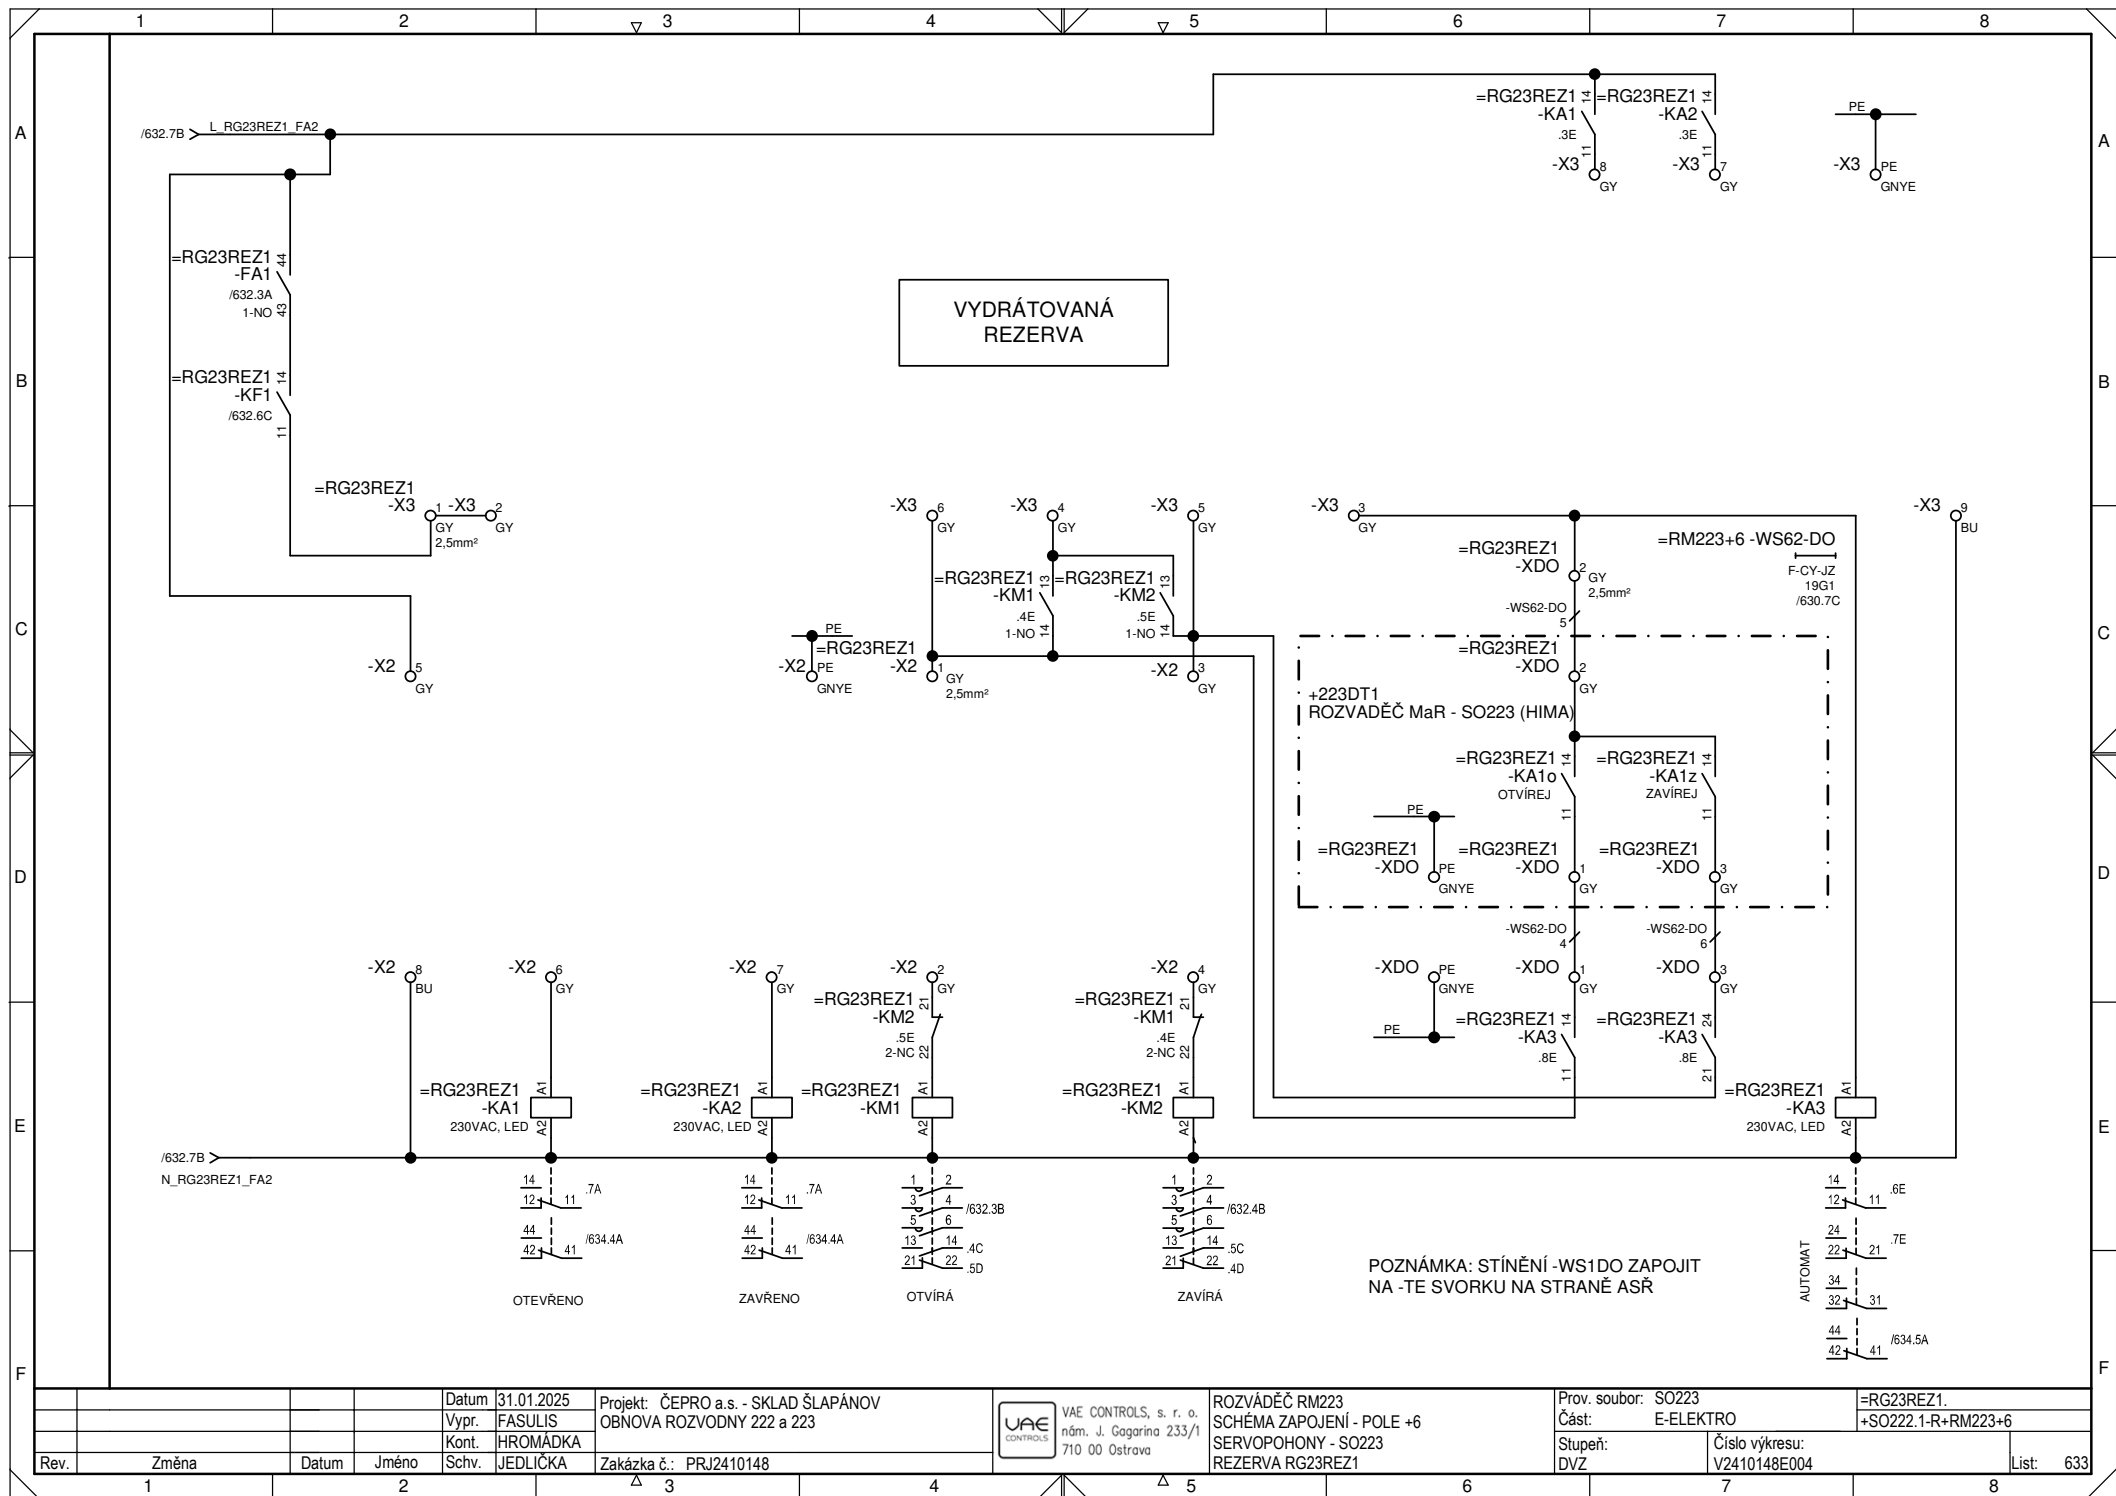 1 2 3 4 5 6 7 8
A
/632.7B
L_RG23REZ1_FA2
=RG23REZ1
-KA1
.3E
14
11
=RG23REZ1
-KA2
.3E
14
11
-X3 8
GY
-X3 7
GY
PE
-X3 PE
GNYE
A
=RG23REZ1
-FA1
/632.3A
1-NO
44
43
VYDRÁTOVANÁ
REZERVA
B
=RG23REZ1
-KF1
/632.6C
14
11
B
=RG23REZ1
-X3 1
GY
2,5mm²
-X3 2
GY
-X3 6
GY
-X3 4
GY
-X3 5
GY
-X3 3
GY
-X3 9
BU
=RG23REZ1
-XDO 2
GY
2,5mm²
=RM223+6 -WS62-DO
F-CY-JZ
19G1
/630.7C
=RG23REZ1
-KM1
.4E
1-NO
13
14
=RG23REZ1
-KM2
.5E
1-NO
13
14
-WS62-DO
5
C
C
-X2 5
GY
PE
-X2 PE
GNYE
=RG23REZ1
-X2 1
GY
2,5mm²
-X2 3
GY
=RG23REZ1
-XDO 2
GY
+223DT1
ROZVADĚČ MaR - SO223 (HIMA)
=RG23REZ1
-KA1o
OTVÍREJ
14
11
=RG23REZ1
-KA1z
ZAVÍREJ
14
11
PE
=RG23REZ1
-XDO PE
GNYE
=RG23REZ1
-XDO 1
GY
=RG23REZ1
-XDO 3
GY
D
D
-WS62-DO
4
-WS62-DO
6
-X2 8
BU
-X2 6
GY
-X2 7
GY
-X2 2
GY
-X2 4
GY
-XDO PE
GNYE
-XDO 1
GY
-XDO 3
GY
=RG23REZ1
-KM2
.5E
2-NC
21
22
=RG23REZ1
-KM1
.4E
2-NC
21
22
PE
=RG23REZ1
-KA3
.8E
14
11
=RG23REZ1
-KA3
.8E
24
21
=RG23REZ1
-KA1
230VAC, LED
A1
A2
=RG23REZ1
-KA2
230VAC, LED
A1
A2
=RG23REZ1
-KM1
A1
A2
=RG23REZ1
-KM2
A1
A2
=RG23REZ1
-KA3
230VAC, LED
A1
A2
E
E
/632.7B
N_RG23REZ1_FA2
14
12 11 .7A
44
42 41 /634.4A
OTEVŘENO
14
12 11 .7A
44
42 41 /634.4A
ZAVŘENO
1 2
3 4 /632.3B
5 6
13 14 .4C
21 22 .5D
OTVÍRÁ
1 2
3 4 /632.4B
5 6
13 14 .5C
21 22 .4D
ZAVÍRÁ
POZNÁMKA: STÍNĚNÍ -WS1DO ZAPOJIT
NA -TE SVORKU NA STRANĚ ASŘ
AUTOMAT
14
12 11 .6E
24
22 21 .7E
34
32 31
44
42 41 /634.5A
F
F
Rev. Změna Datum Jméno
Datum 31.01.2025
Vypr. FASULIS
Kont. HROMÁDKA
Schv. JEDLIČKA
Projekt: ČEPRO a.s. - SKLAD ŠLAPÁNOV
OBNOVA ROZVODNY 222 a 223
Zakázka č.: PRJ2410148
VAE
CONTROLS
VAE CONTROLS, s. r. o.
nám. J. Gagarina 233/1
710 00 Ostrava
ROZVÁDĚČ RM223
SCHÉMA ZAPOJENÍ - POLE +6
SERVOPOHONY - SO223
REZERVA RG23REZ1
Prov. soubor: SO223
Část: E-ELEKTRO
Stupeň:
DVZ
=RG23REZ1.
+SO222.1-R+RM223+6
Číslo výkresu:
V2410148E004
List: 633
1 2 3 4 5 6 7 8